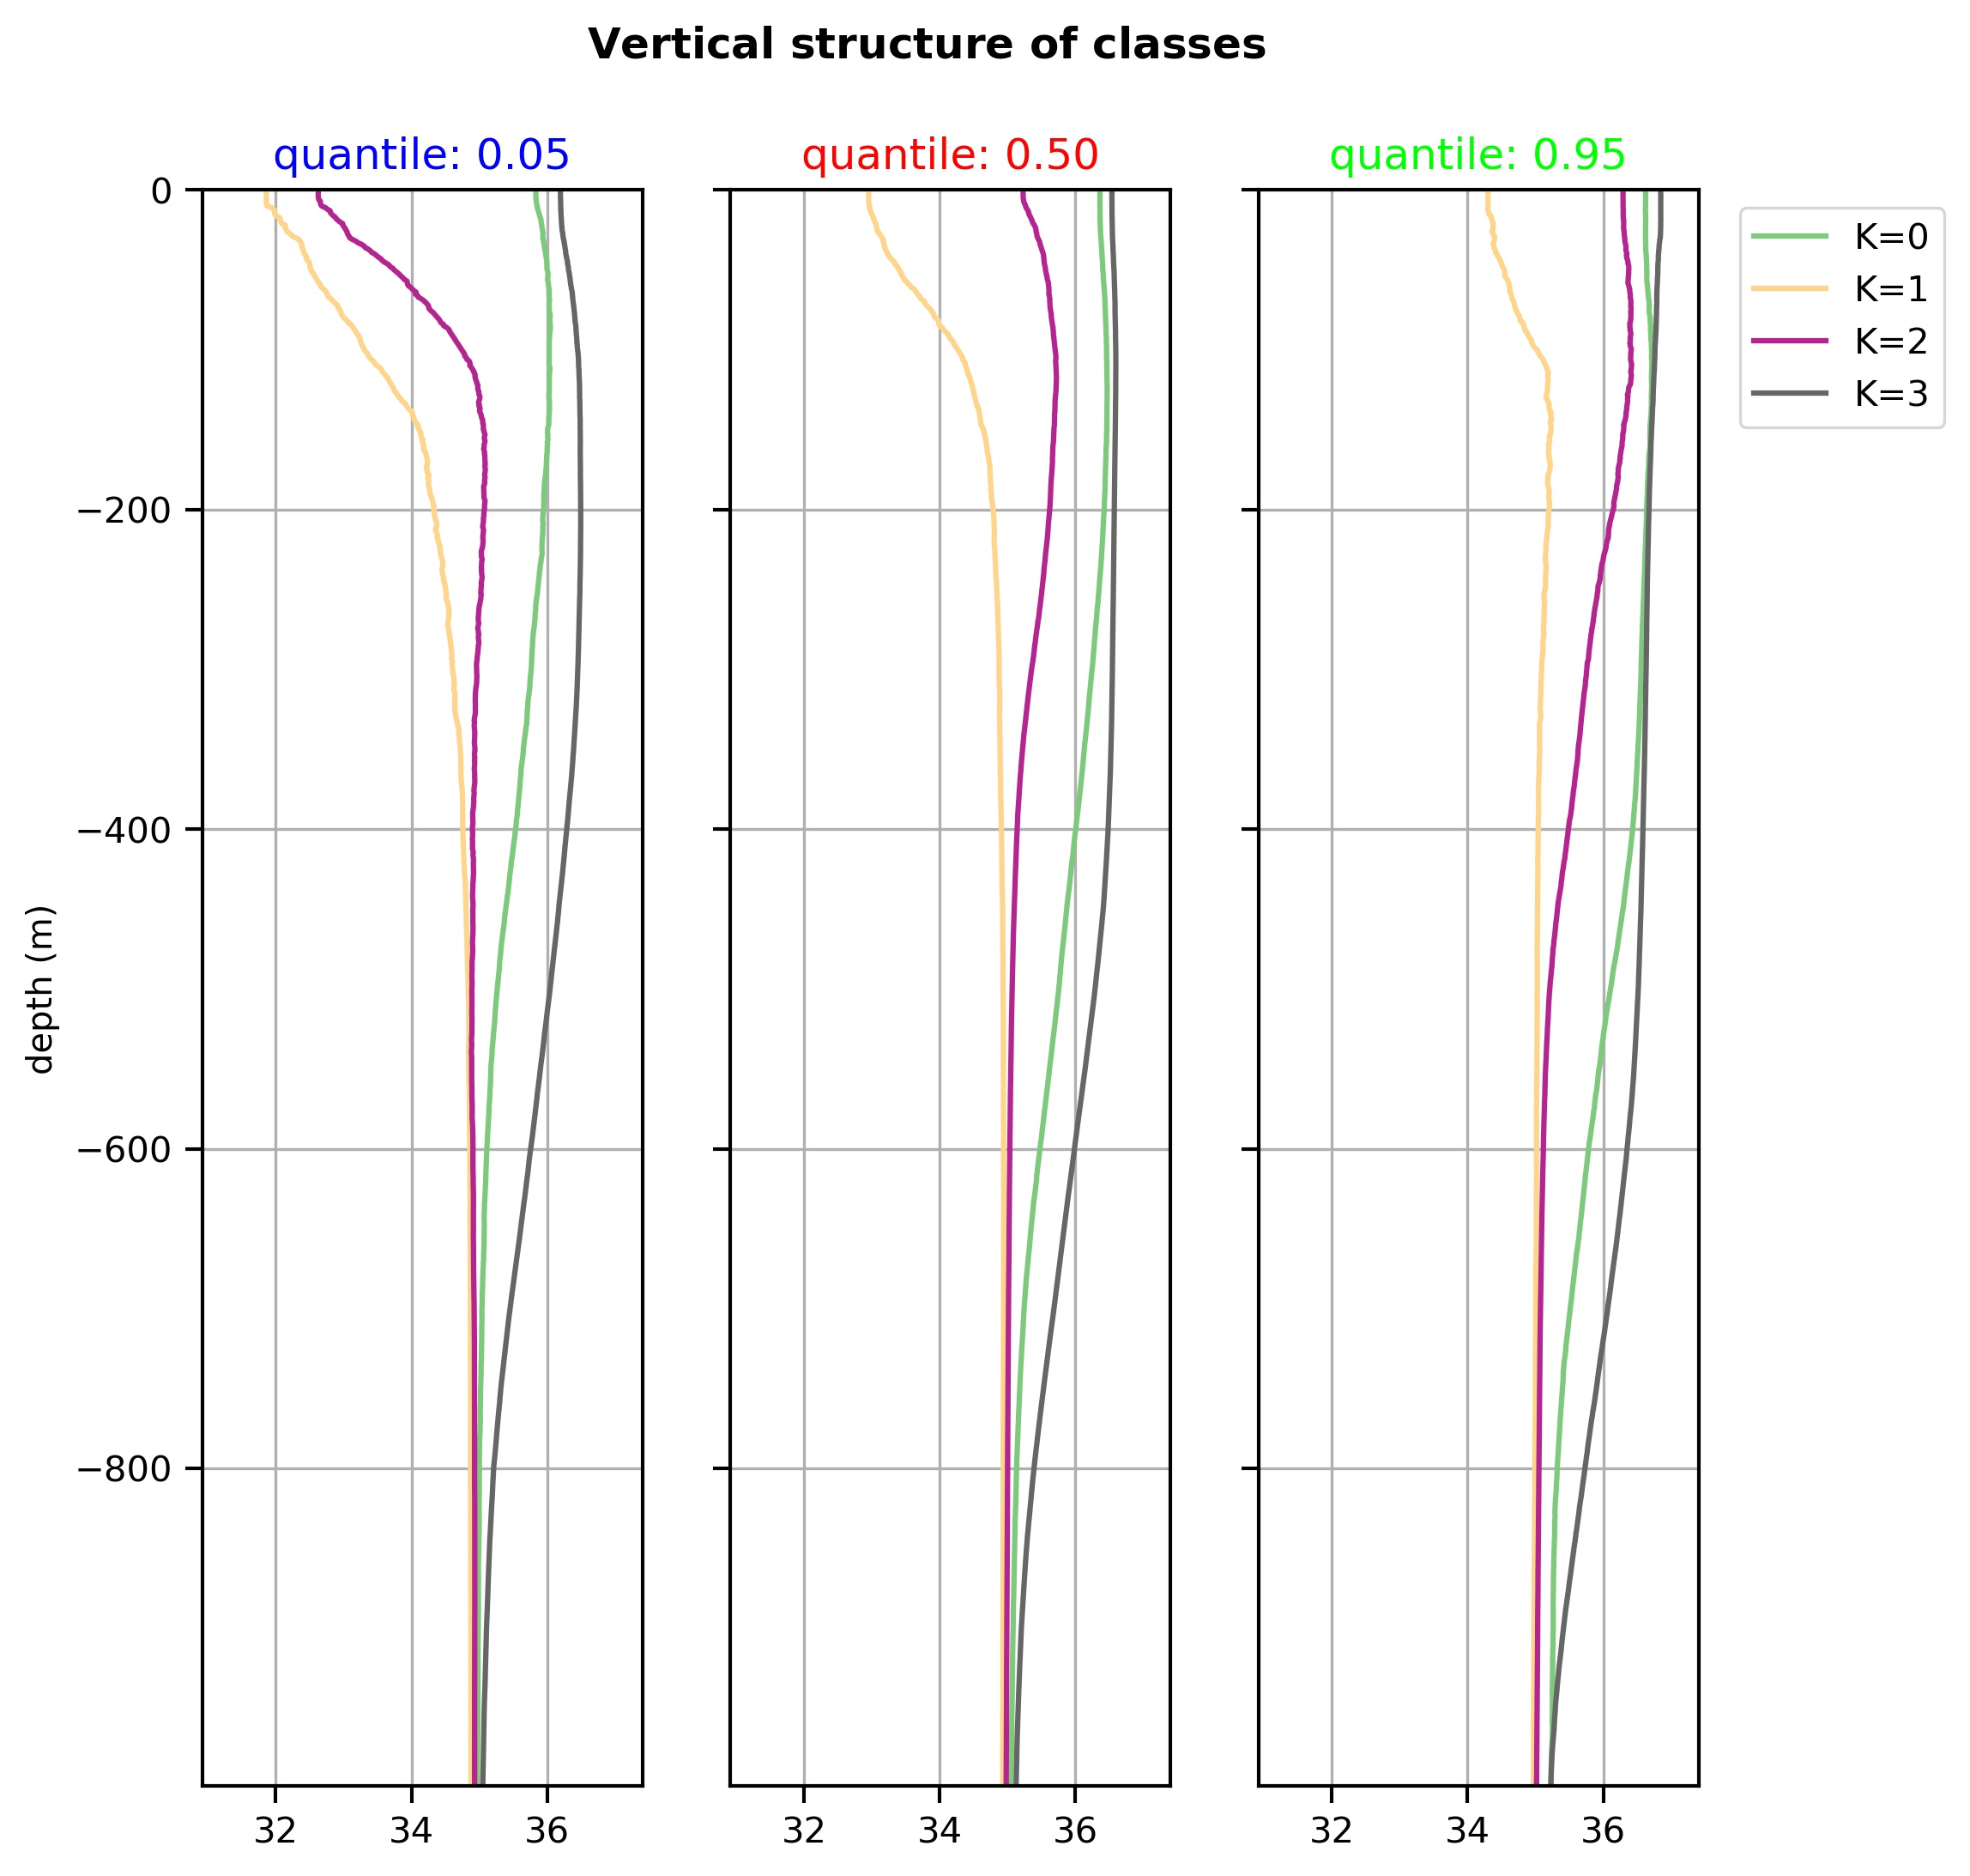 Vertical structure of classes
quantile: 0.05
quantile: 0.50
quantile: 0.95
0
−200
−400
−600
−800
depth (m)
32 34 36
32 34 36
32 34 36
K=0
K=1
K=2
K=3